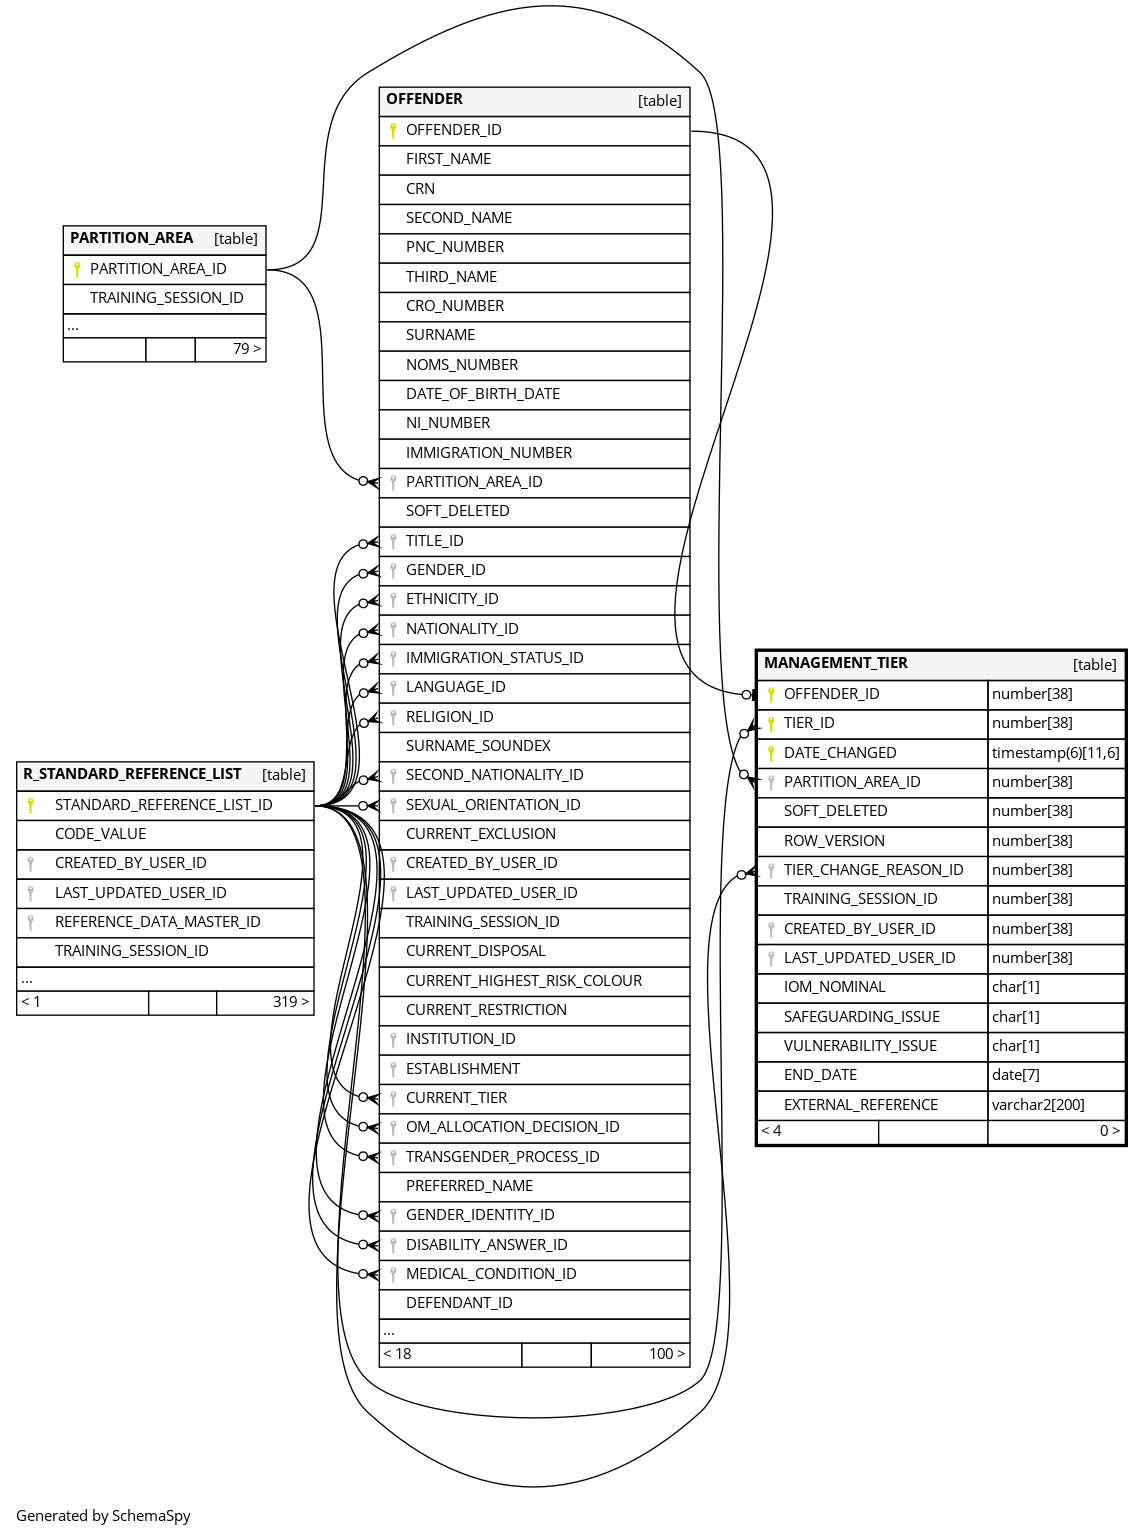 OFFENDER [table]
OFFENDER_ID
FIRST_NAME
CRN
SECOND_NAME
PNC_NUMBER
THIRD_NAME
CRO_NUMBER
SURNAME
NOMS_NUMBER
DATE_OF_BIRTH_DATE
NI_NUMBER
IMMIGRATION_NUMBER
PARTITION_AREA_ID
SOFT_DELETED
TITLE_ID
GENDER_ID
ETHNICITY_ID
NATIONALITY_ID
IMMIGRATION_STATUS_ID
LANGUAGE_ID
RELIGION_ID
SURNAME_SOUNDEX
SECOND_NATIONALITY_ID
SEXUAL_ORIENTATION_ID
CURRENT_EXCLUSION
CREATED_BY_USER_ID
LAST_UPDATED_USER_ID
TRAINING_SESSION_ID
CURRENT_DISPOSAL
CURRENT_HIGHEST_RISK_COLOUR
CURRENT_RESTRICTION
INSTITUTION_ID
ESTABLISHMENT
CURRENT_TIER
OM_ALLOCATION_DECISION_ID
TRANSGENDER_PROCESS_ID
PREFERRED_NAME
GENDER_IDENTITY_ID
DISABILITY_ANSWER_ID
MEDICAL_CONDITION_ID
DEFENDANT_ID
...
< 18 100 >
PARTITION_AREA [table]
PARTITION_AREA_ID
TRAINING_SESSION_ID
...
79 >
R_STANDARD_REFERENCE_LIST [table]
STANDARD_REFERENCE_LIST_ID
CODE_VALUE
CREATED_BY_USER_ID
LAST_UPDATED_USER_ID
REFERENCE_DATA_MASTER_ID
TRAINING_SESSION_ID
...
< 1 319 >
MANAGEMENT_TIER [table]
OFFENDER_ID number[38]
TIER_ID number[38]
DATE_CHANGED timestamp(6)[11,6]
PARTITION_AREA_ID number[38]
SOFT_DELETED number[38]
ROW_VERSION number[38]
TIER_CHANGE_REASON_ID number[38]
TRAINING_SESSION_ID number[38]
CREATED_BY_USER_ID number[38]
LAST_UPDATED_USER_ID number[38]
IOM_NOMINAL char[1]
SAFEGUARDING_ISSUE char[1]
VULNERABILITY_ISSUE char[1]
END_DATE date[7]
EXTERNAL_REFERENCE varchar2[200]
< 4 0 >
Generated by SchemaSpy